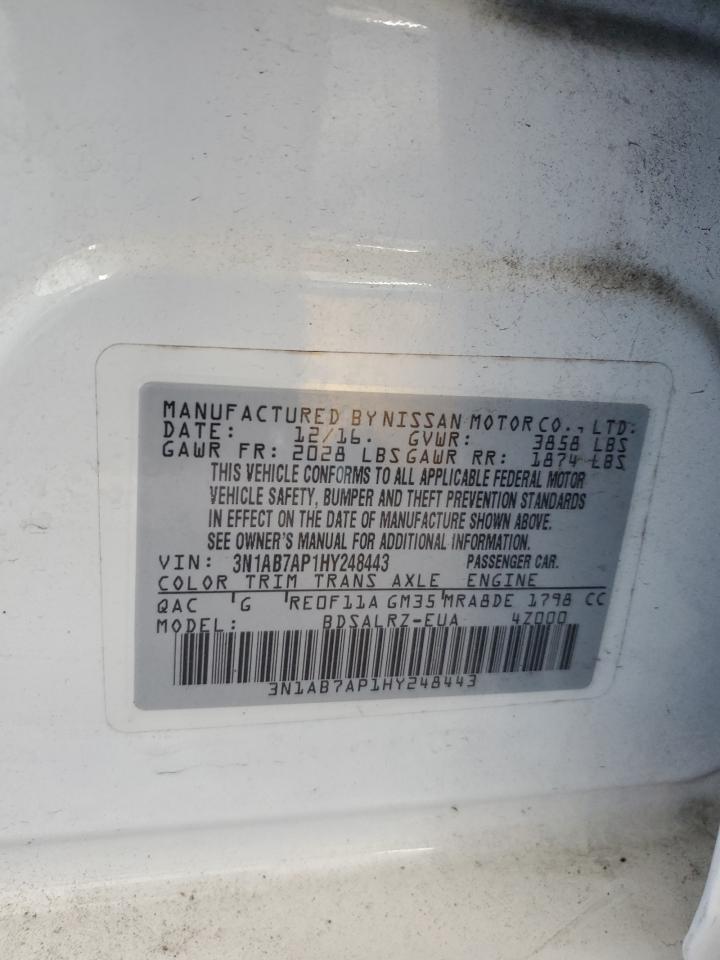 MANUFACTURED BY NISSAN MOTOR CO., LTD.
DATE: 12/16. GVWR: 3858 LBS
GAWR FR: 2028 LBS GAWR RR: 1874 LBS
THIS VEHICLE CONFORMS TO ALL APPLICABLE FEDERAL MOTOR
VEHICLE SAFETY, BUMPER AND THEFT PREVENTION STANDARDS
IN EFFECT ON THE DATE OF MANUFACTURE SHOWN ABOVE.
SEE OWNER'S MANUAL FOR ADDITIONAL INFORMATION.
VIN: 3N1AB7AP1HY248443 PASSENGER CAR.
COLOR TRIM TRANS AXLE ENGINE
QAC G RE0F11A GM35 MRA8DE 1798 CC
MODEL: BDSALRZ-EUA 4Z000
3N1AB7AP1HY248443